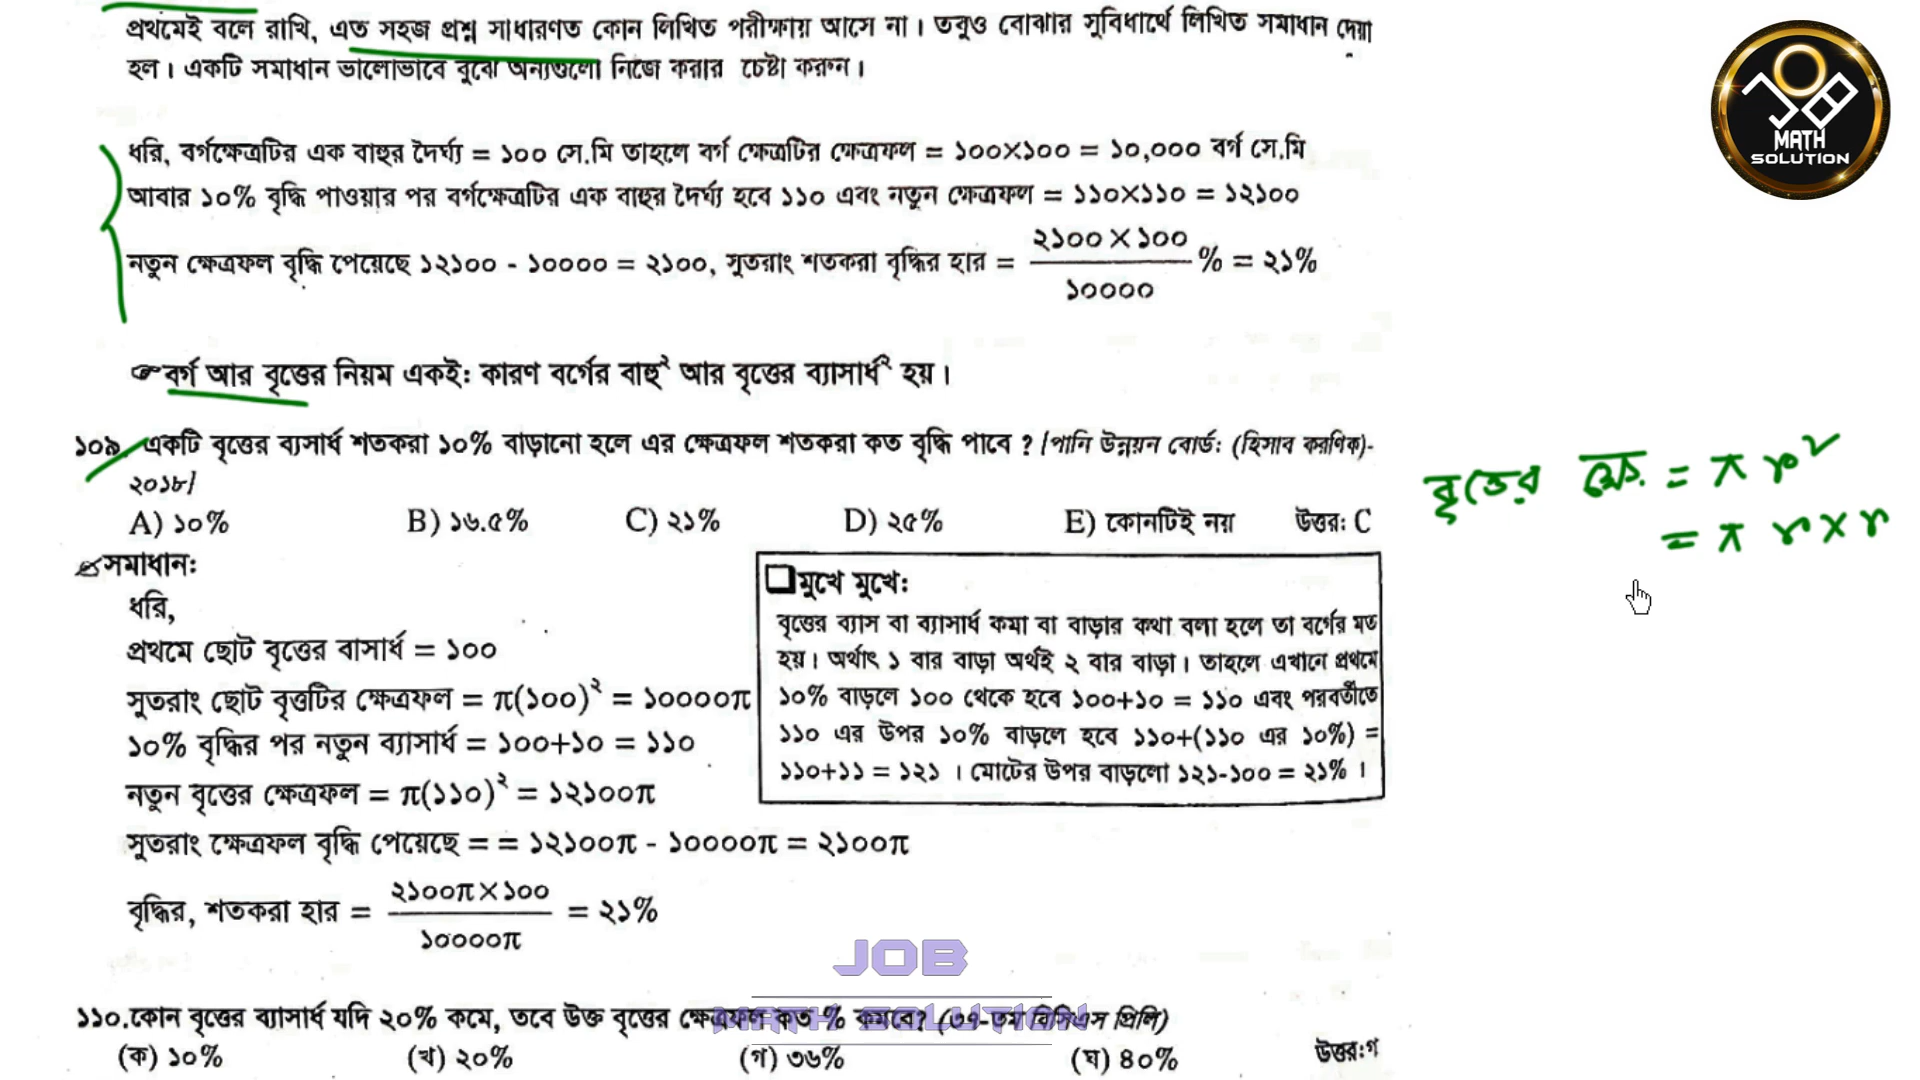 প্রথমেই বলে রাখি, এত সহজ প্রশ্ন সাধারণত কোন লিখিত পরীক্ষায় আসে না। তবুও বোঝার সুবিধার্থে লিখিত সমাধান দেয়া
হল। একটি সমাধান ভালোভাবে বুঝে অন্যগুলো নিজে করার চেষ্টা করুন।
ধরি, বর্গক্ষেত্রটির এক বাহুর দৈর্ঘ্য = ১০০ সে.মি তাহলে বর্গ ক্ষেত্রটির ক্ষেত্রফল = ১০০×১০০ = ১০,০০০ বর্গ সে.মি
আবার ১০% বৃদ্ধি পাওয়ার পর বর্গক্ষেত্রটির এক বাহুর দৈর্ঘ্য হবে ১১০ এবং নতুন ক্ষেত্রফল = ১১০×১১০ = ১২১০০
নতুন ক্ষেত্রফল বৃদ্ধি পেয়েছে ১২১০০ - ১০০০০ = ২১০০, সুতরাং শতকরা বৃদ্ধির হার = ২১০০×১০০ / ১০০০০ % = ২১%
☞ বর্গ আর বৃত্তের নিয়ম একই: কারণ বর্গের বাহু² আর বৃত্তের ব্যাসার্ধ² হয়।
১০৯. একটি বৃত্তের ব্যসার্ধ শতকরা ১০% বাড়ানো হলে এর ক্ষেত্রফল শতকরা কত বৃদ্ধি পাবে ? [পানি উন্নয়ন বোর্ড: (হিসাব করণিক)-
২০১৮]
A) ১০% B) ১৬.৫% C) ২১% D) ২৫% E) কোনটিই নয় উত্তর: C
সমাধান:
ধরি,
প্রথমে ছোট বৃত্তের বাসার্ধ = ১০০
সুতরাং ছোট বৃত্তটির ক্ষেত্রফল = π(১০০)² = ১০০০০π
১০% বৃদ্ধির পর নতুন ব্যাসার্ধ = ১০০+১০ = ১১০
নতুন বৃত্তের ক্ষেত্রফল = π(১১০)² = ১২১০০π
সুতরাং ক্ষেত্রফল বৃদ্ধি পেয়েছে = = ১২১০০π - ১০০০০π = ২১০০π
বৃদ্ধির, শতকরা হার = ২১০০π×১০০ / ১০০০০π = ২১%
❑মুখে মুখে:
বৃত্তের ব্যাস বা ব্যাসার্ধ কমা বা বাড়ার কথা বলা হলে তা বর্গের মত
হয়। অর্থাৎ ১ বার বাড়া অর্থই ২ বার বাড়া। তাহলে এখানে প্রথমে
১০% বাড়লে ১০০ থেকে হবে ১০০+১০ = ১১০ এবং পরবর্তীতে
১১০ এর উপর ১০% বাড়লে হবে ১১০+(১১০ এর ১০%) =
১১০+১১ = ১২১ । মোটের উপর বাড়লো ১২১-১০০ = ২১% ।
১১০.কোন বৃত্তের ব্যাসার্ধ যদি ২০% কমে, তবে উক্ত বৃত্তের ক্ষেত্রফল কত % কমবে? (৩৭-তম বিসিএস প্রিলি)
(ক) ১০% (খ) ২০% (গ) ৩৬% (ঘ) ৪০% উত্তর:গ
বৃত্তের ক্ষে. = π r²
= π r × r
JOB
MATH
SOLUTION
JOB
MATH SOLUTION